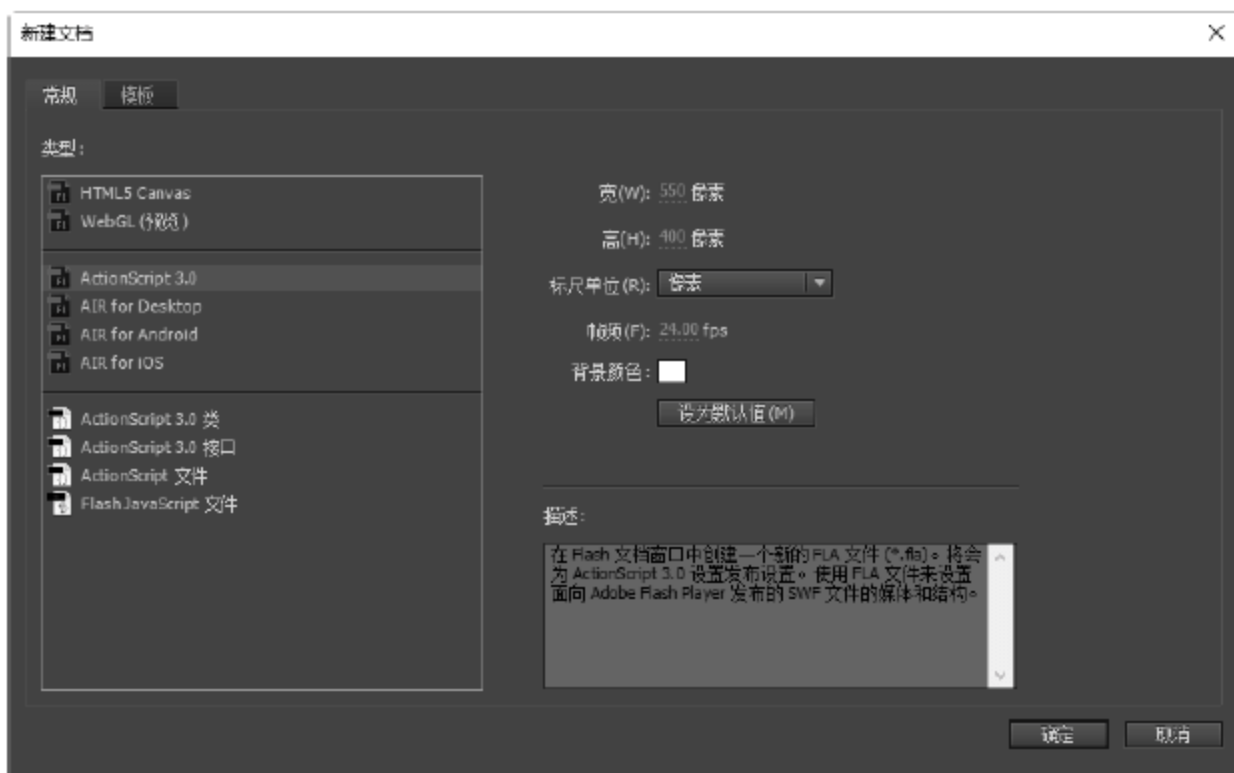 新建文档
常规
模板
类型:
HTML5 Canvas
WebGL (预览)
ActionScript 3.0
AIR for Desktop
AIR for Android
AIR for iOS
ActionScript 3.0 类
ActionScript 3.0 接口
ActionScript 文件
FlashJavaScript 文件
宽(W): 550 像素
高(H): 400 像素
标尺单位(R): 像素
帧频(F): 24.00 fps
背景颜色:
设为默认值(M)
描述:
在 Flash 文档窗口中创建一个新的 FLA 文件 (*.fla)。将会
为 ActionScript 3.0 设置发布设置。使用 FLA 文件来设置
面向 Adobe Flash Player 发布的 SWF 文件的媒体和结构。
确定
取消